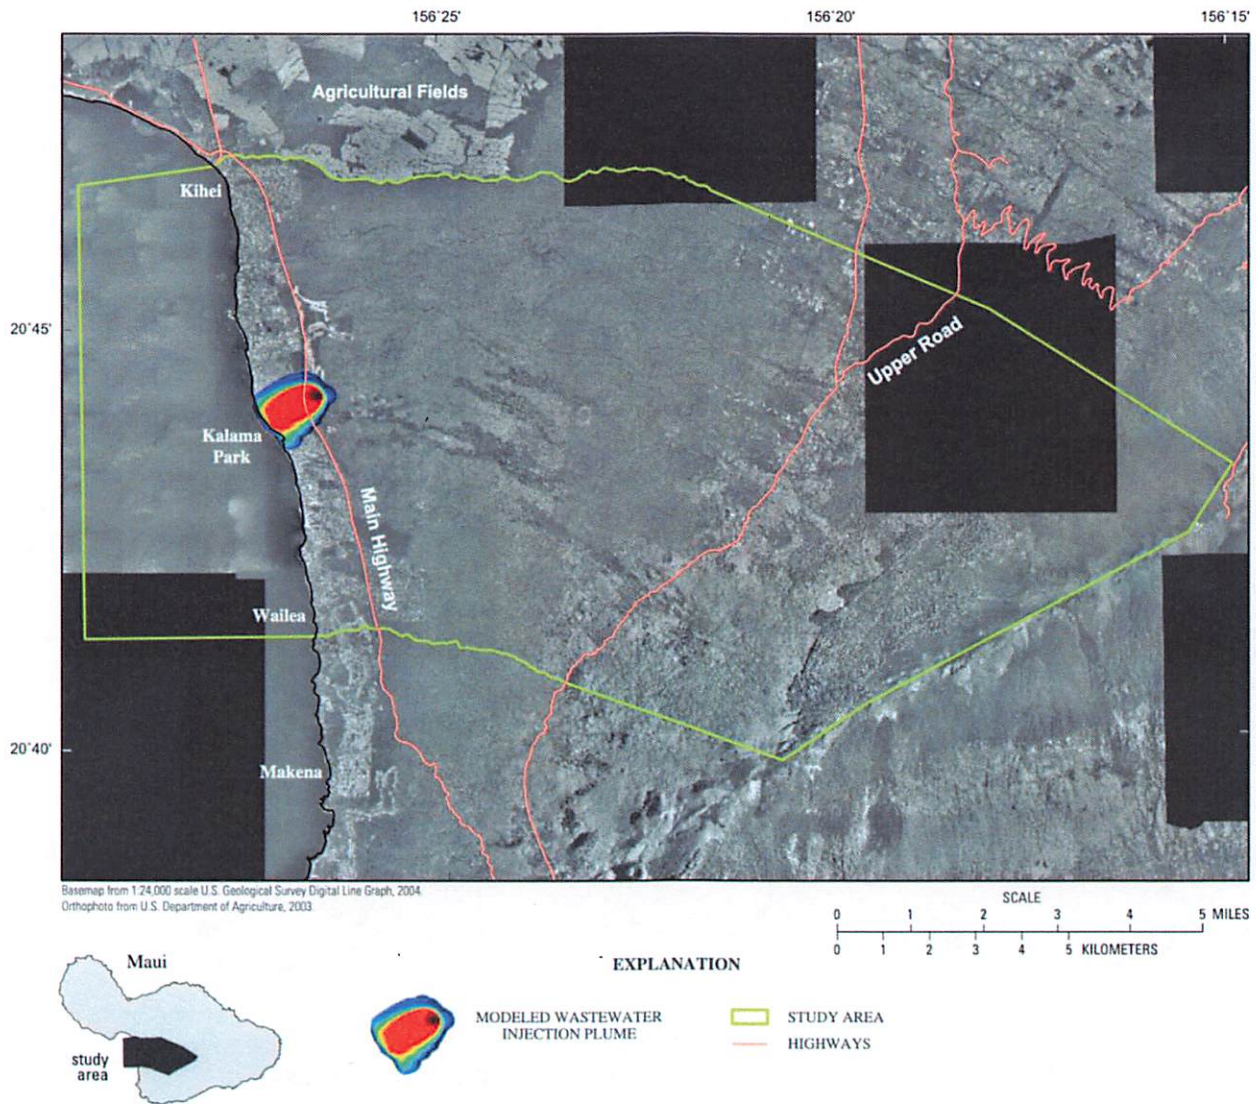 156°25'
156°20'
156°15'
Agricultural Fields
Kihei
20°45'
Upper Road
Kalama
Park
Main Highway
Wailea
20°40'
Makena
Basemap from 1:24,000 scale U.S. Geological Survey Digital Line Graph, 2004.
Orthophoto from U.S. Department of Agriculture, 2003.
SCALE
0 1 2 3 4 5 MILES
0 1 2 3 4 5 KILOMETERS
Maui
study
area
EXPLANATION
MODELED WASTEWATER
INJECTION PLUME
STUDY AREA
HIGHWAYS